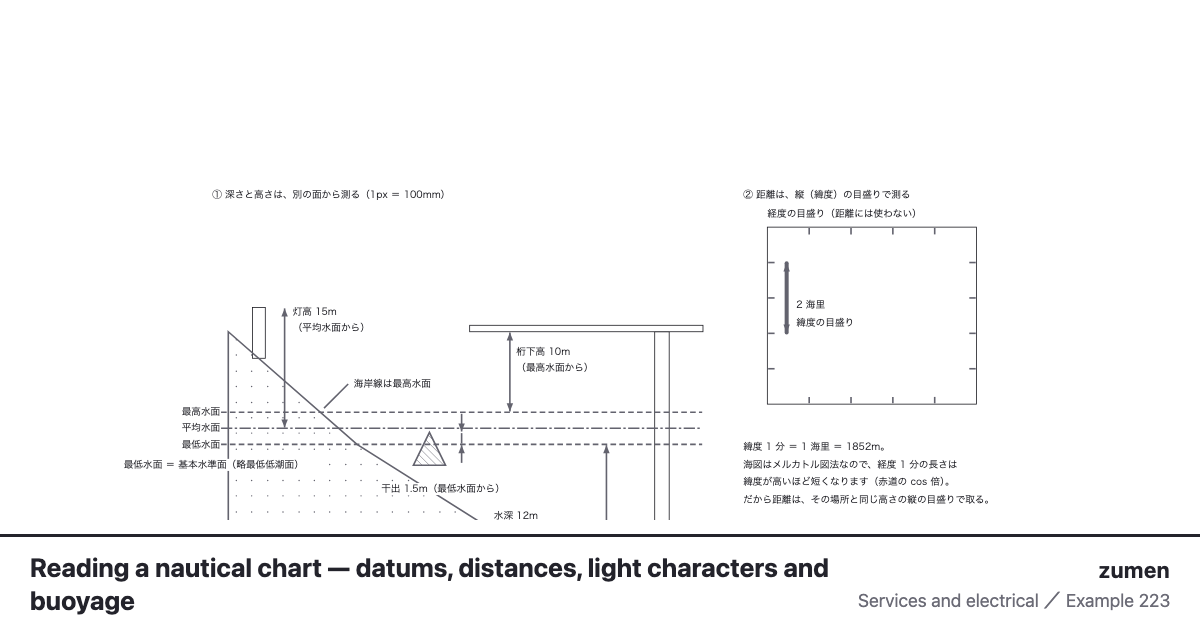 ① 深さと高さは、別の面から測る（1px ＝ 100mm）
灯高 15m
（平均水面から）
桁下高 10m
（最高水面から）
海岸線は最高水面
最高水面
平均水面
最低水面
最低水面 ＝ 基本水準面（略最低低潮面）
干出 1.5m（最低水面から）
水深 12m
② 距離は、縦（緯度）の目盛りで測る
経度の目盛り（距離には使わない）
2 海里
緯度の目盛り
緯度 1 分 ＝ 1 海里 ＝ 1852m。
海図はメルカトル図法なので、経度 1 分の長さは
緯度が高いほど短くなります（赤道の cos 倍）。
だから距離は、その場所と同じ高さの縦の目盛りで取る。
Reading a nautical chart — datums, distances, light characters and
buoyage
zumen
Services and electrical ／ Example 223